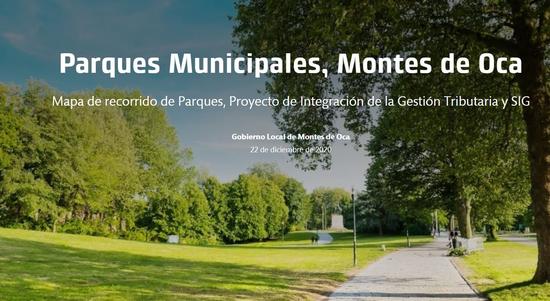 Parques Municipales, Montes de Oca
Mapa de recorrido de Parques, Proyecto de Integración de la Gestión Tributaria y SIG
Gobierno Local de Montes de Oca
22 de diciembre de 2020